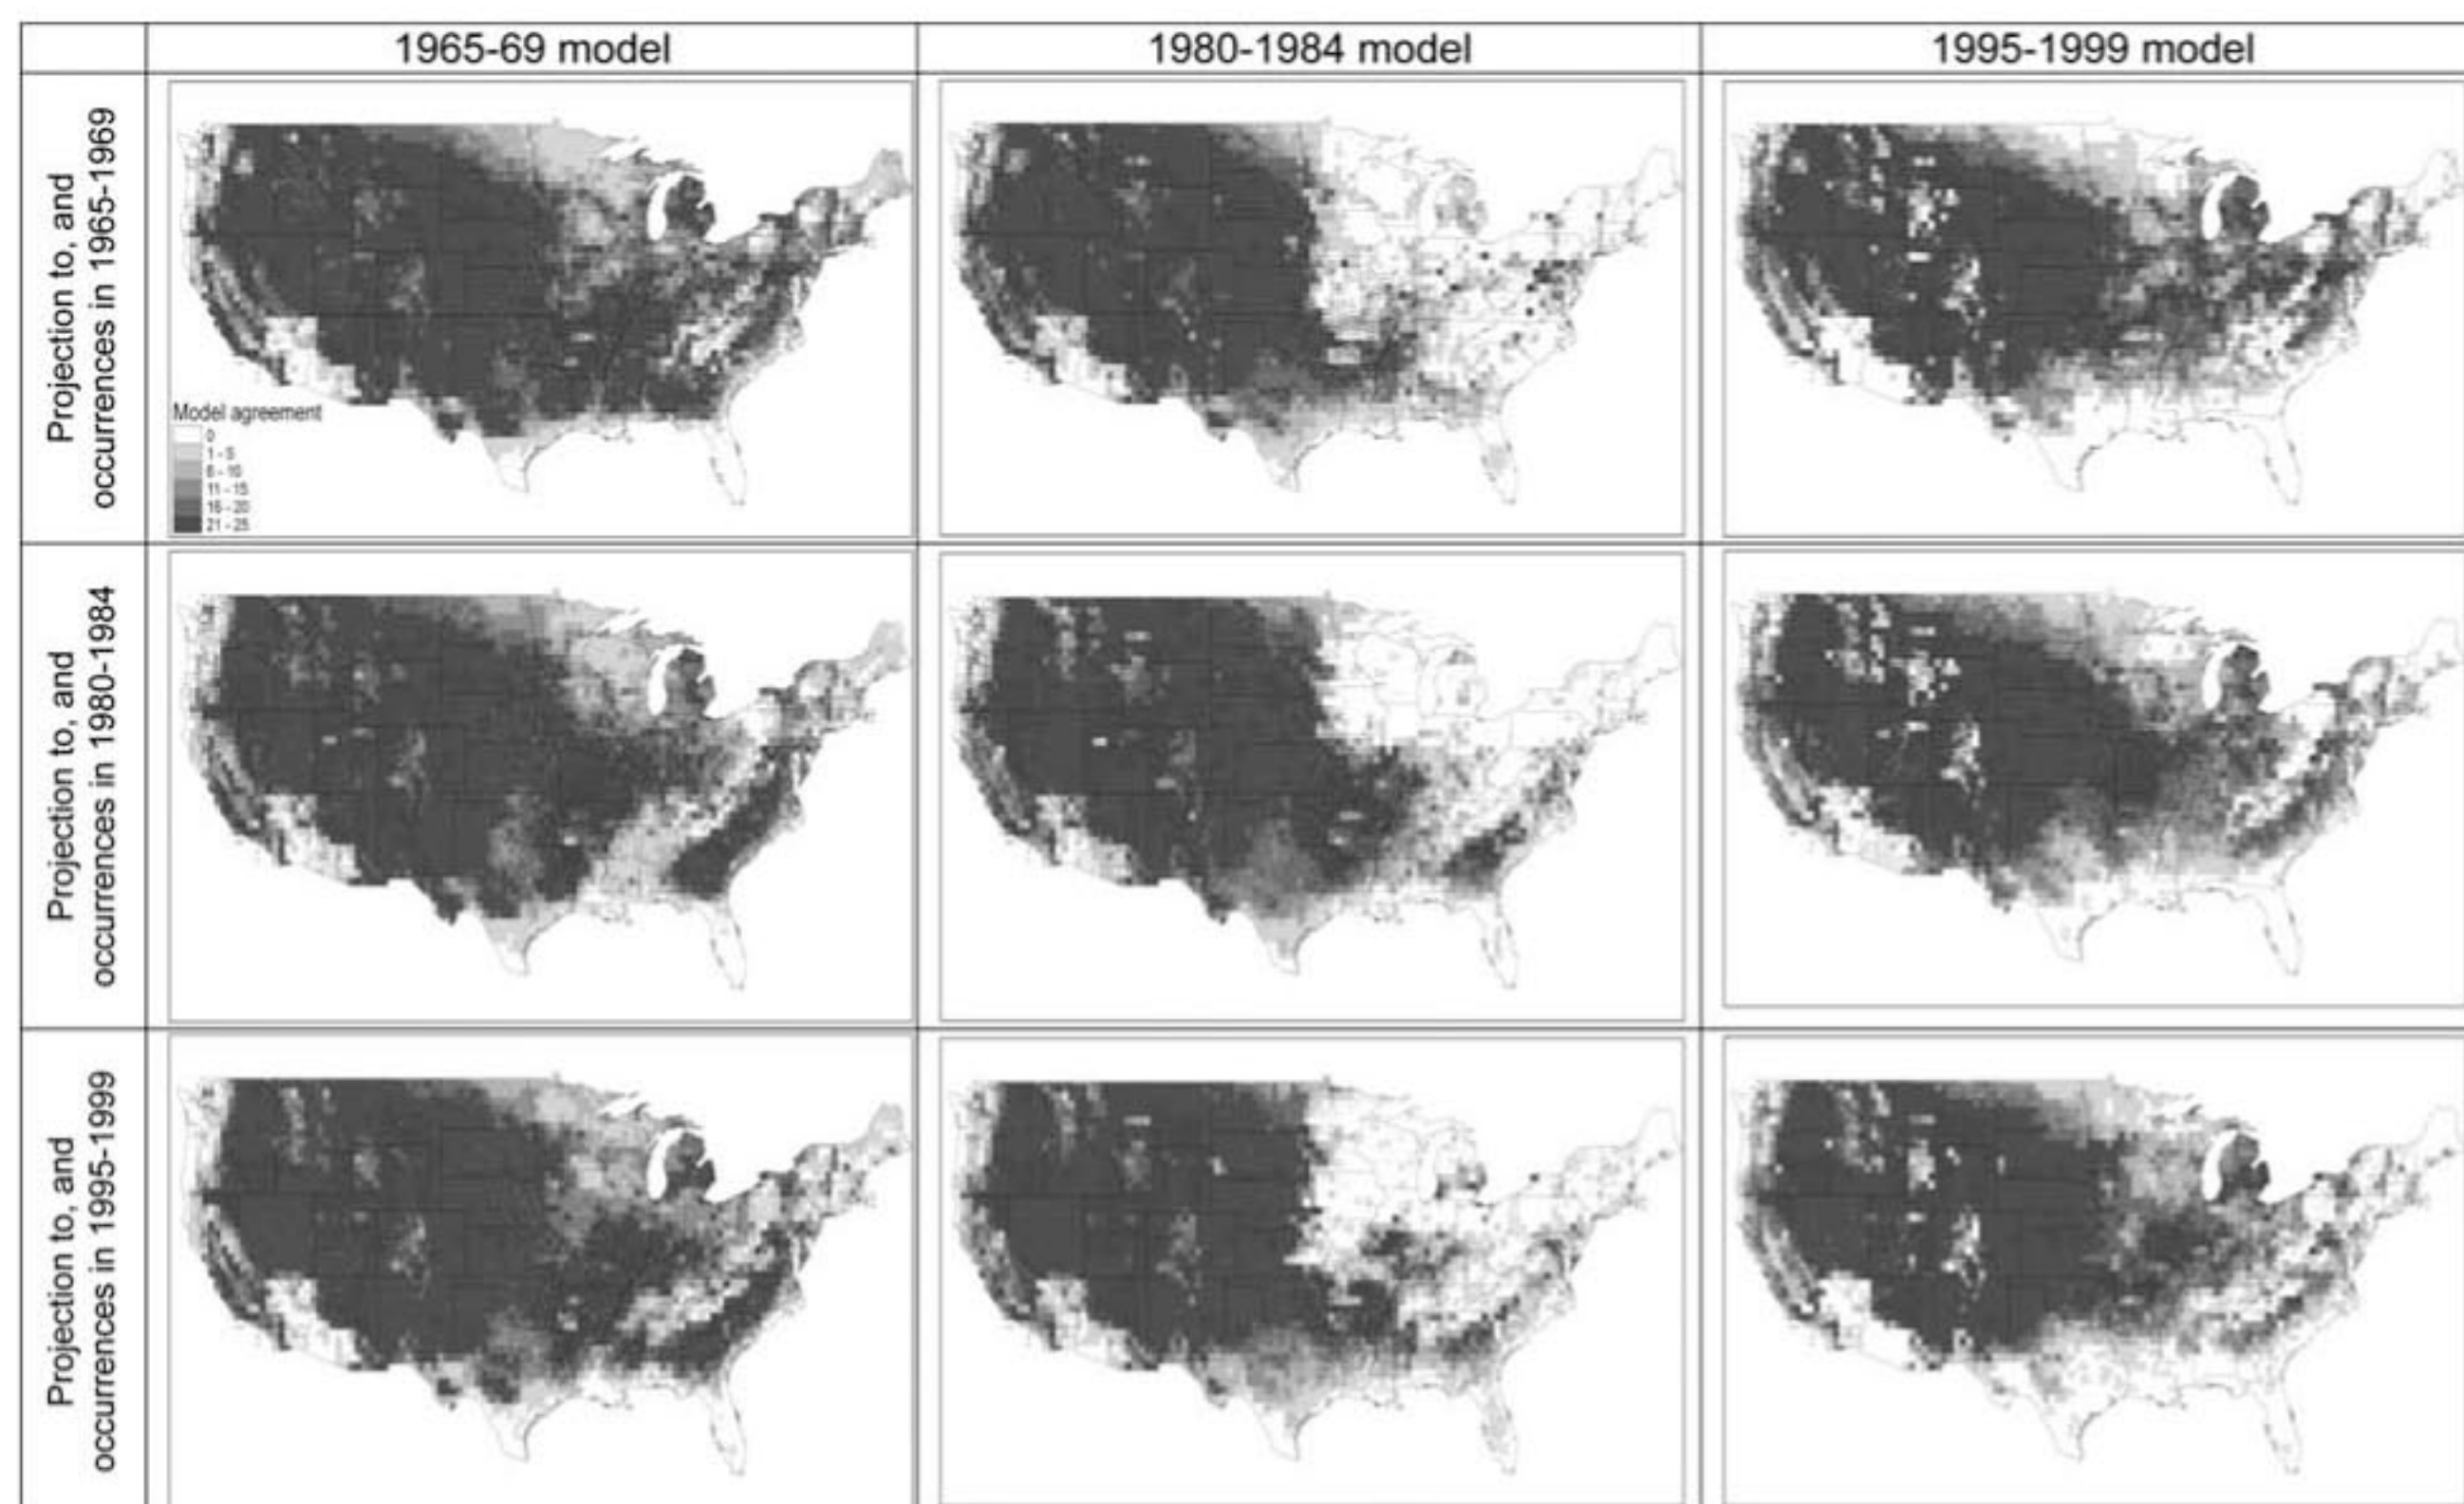 1965-69 model
1980-1984 model
1995-1999 model
Projection to, and
occurrences in 1965-1969
Model agreement
0
1 - 5
6 - 10
11 - 15
16 - 20
21 - 25
Projection to, and
occurrences in 1980-1984
Projection to, and
occurrences in 1995-1999